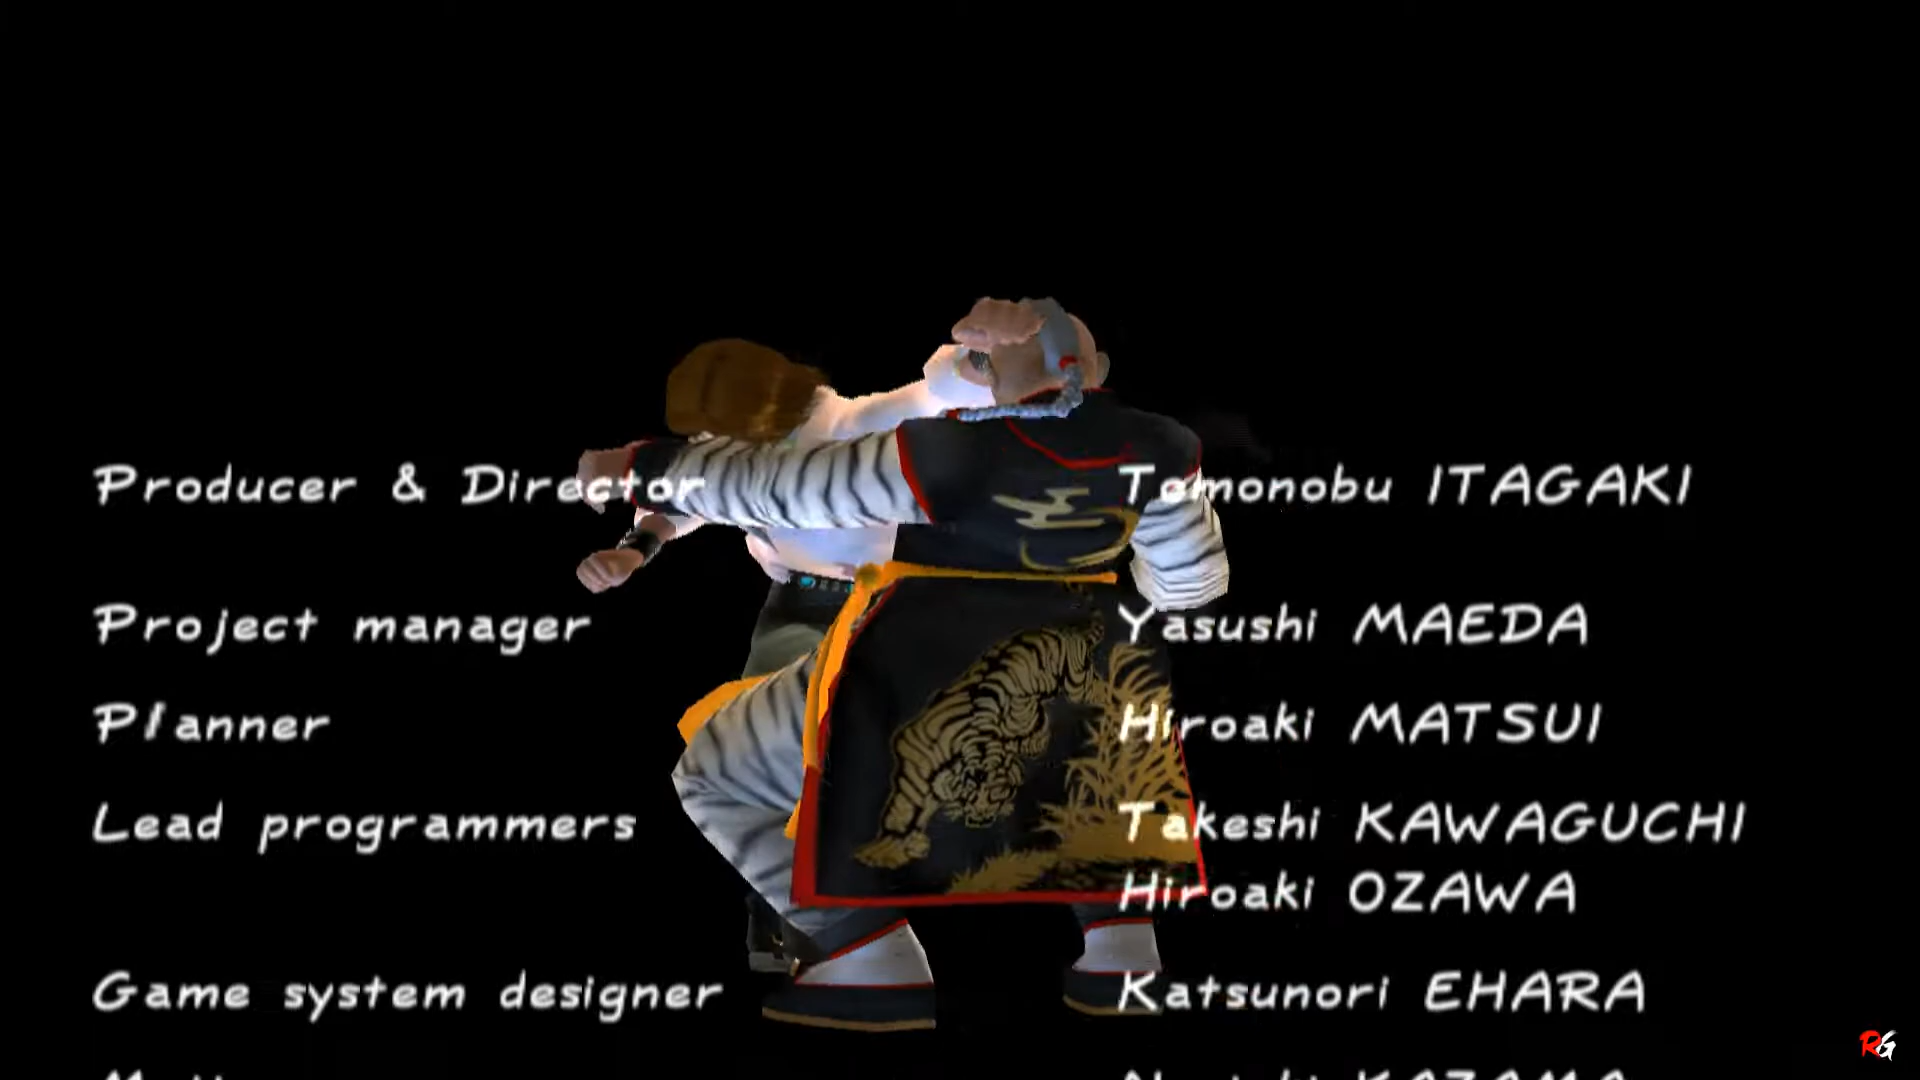 Producer & Director Tomonobu ITAGAKI
Project manager Yasushi MAEDA
Planner Hiroaki MATSUI
Lead programmers Takeshi KAWAGUCHI
Hiroaki OZAWA
Game system designer Katsunori EHARA
RG